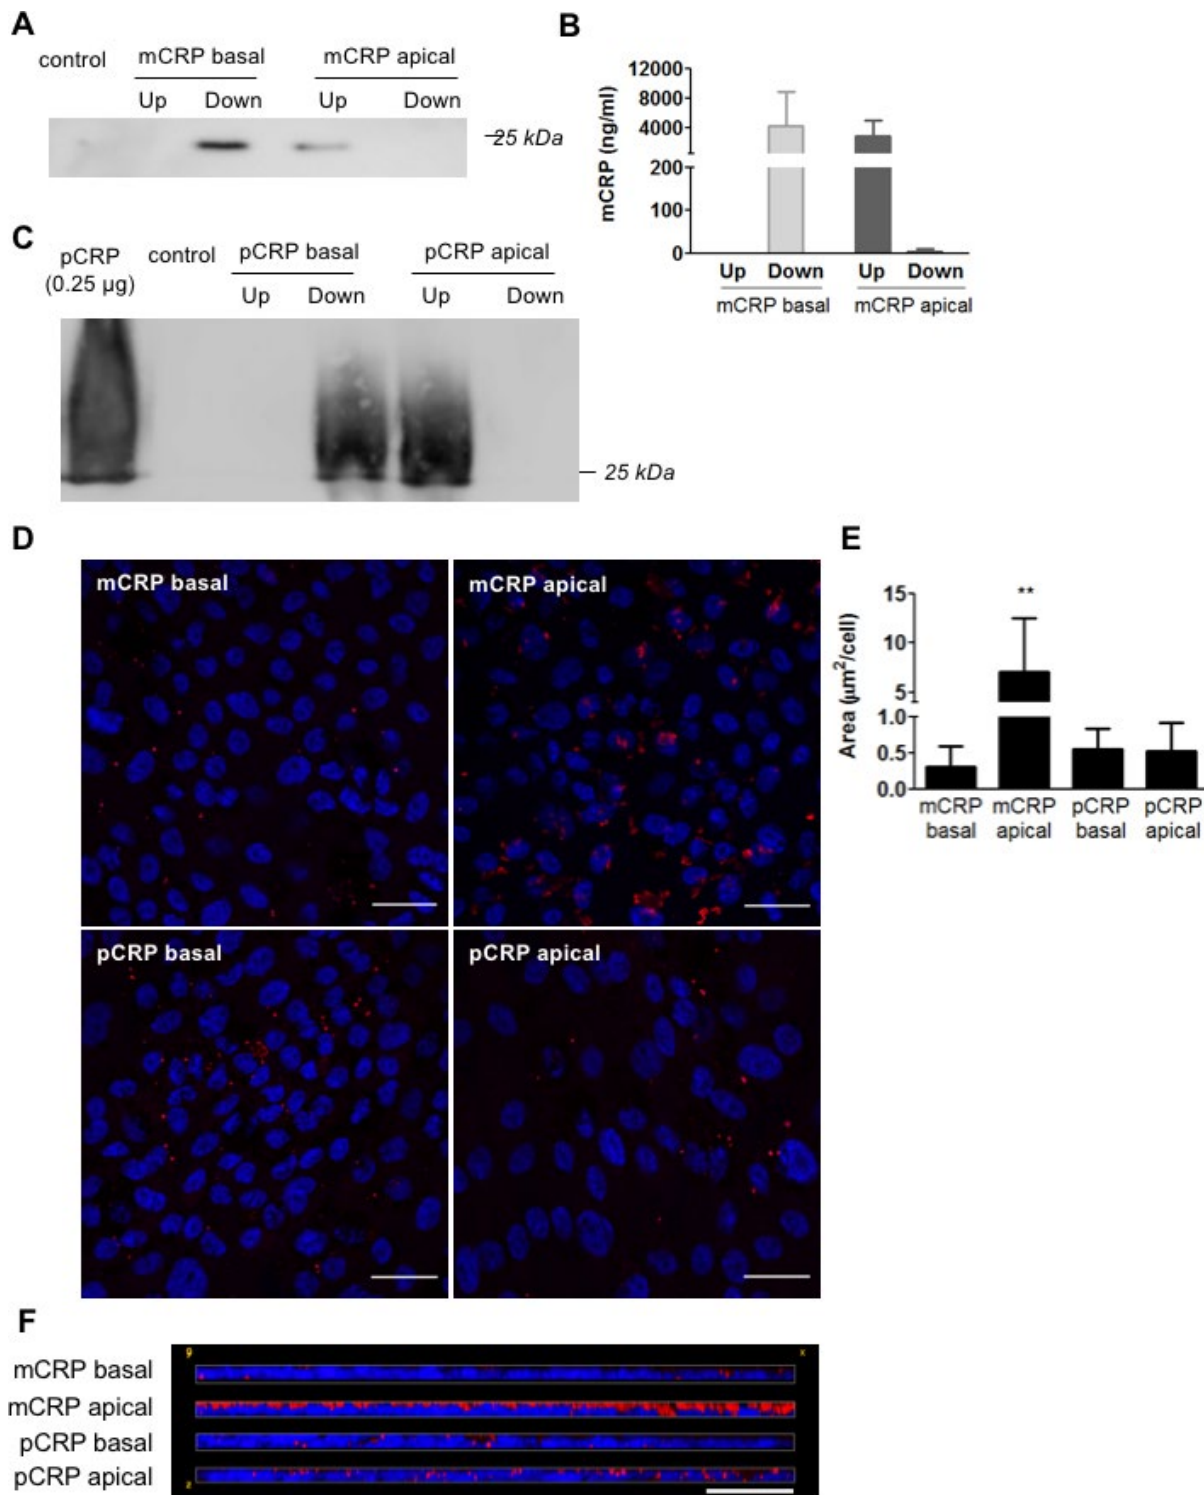 A
control
mCRP basal
mCRP apical
Up
Down
Up
Down
25 kDa
B
mCRP (ng/ml)
12000
8000
4000
200
100
0
Up
Down
Up
Down
mCRP basal
mCRP apical
C
pCRP
(0.25 µg)
control
pCRP basal
pCRP apical
Up
Down
Up
Down
25 kDa
D
mCRP basal
mCRP apical
pCRP basal
pCRP apical
E
Area (µm²/cell)
15
10
5
1.0
0.5
0.0
**
mCRP
basal
mCRP
apical
pCRP
basal
pCRP
apical
F
mCRP basal
mCRP apical
pCRP basal
pCRP apical
x
z